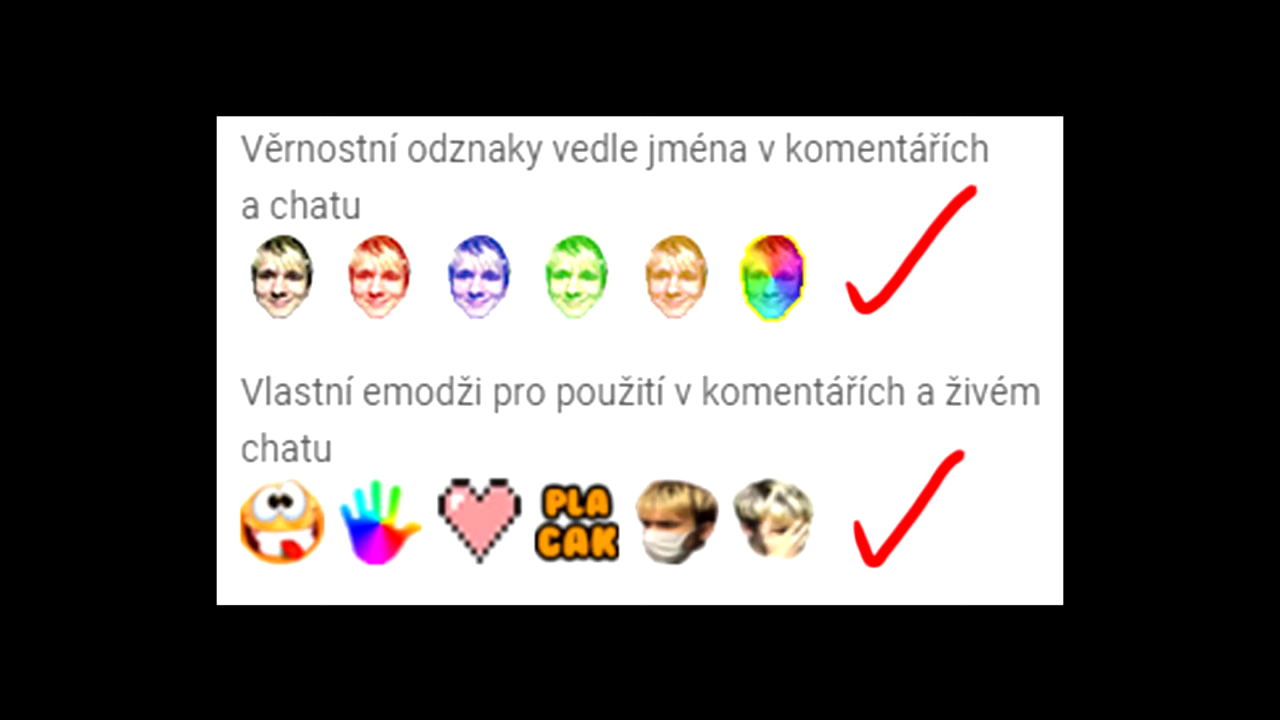 Věrnostní odznaky vedle jména v komentářích
a chatu
Vlastní emodži pro použití v komentářích a živém
chatu
PLA
CAK